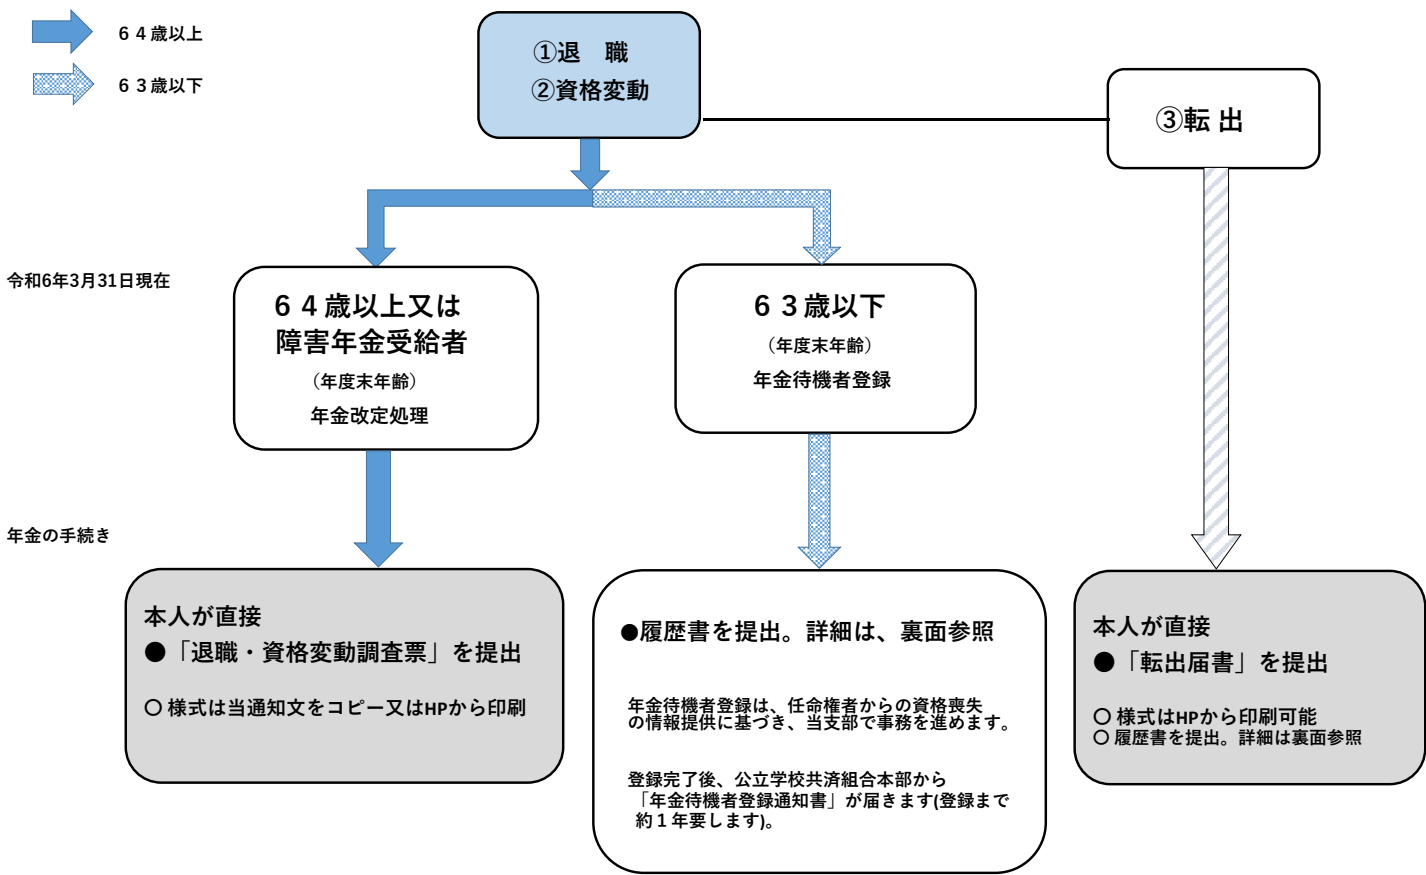 ６４歳以上
６３歳以下
①退　職
②資格変動
③転 出
令和6年3月31日現在
６４歳以上又は
障害年金受給者
（年度末年齢）
年金改定処理
６３歳以下
（年度末年齢）
年金待機者登録
年金の手続き
本人が直接
●「退職・資格変動調査票」を提出
○ 様式は当通知文をコピー又はHPから印刷
●履歴書を提出。詳細は、裏面参照
年金待機者登録は、任命権者からの資格喪失
の情報提供に基づき、当支部で事務を進めます。
登録完了後、公立学校共済組合本部から
「年金待機者登録通知書」が届きます(登録まで
約１年要します)。
本人が直接
●「転出届書」を提出
○ 様式はHPから印刷可能
○ 履歴書を提出。詳細は裏面参照